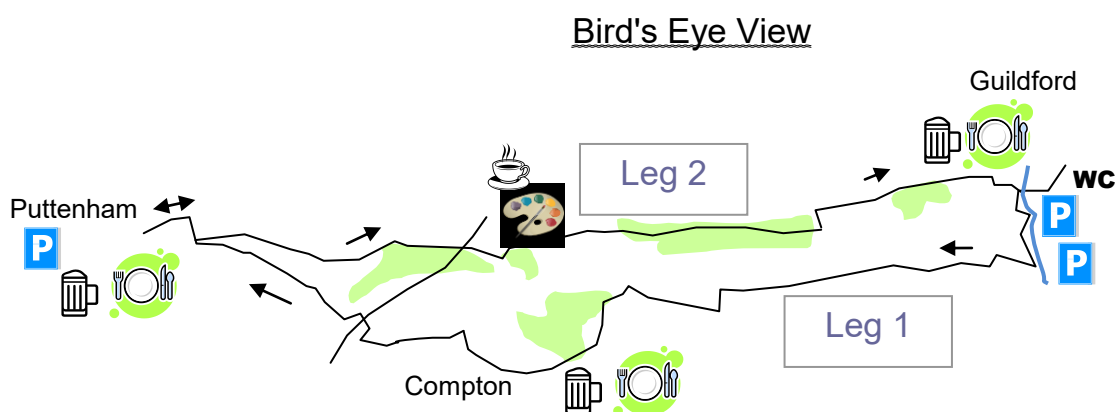 Bird's Eye View
Guildford
Leg 2
WC
Puttenham
P
P
P
Leg 1
Compton